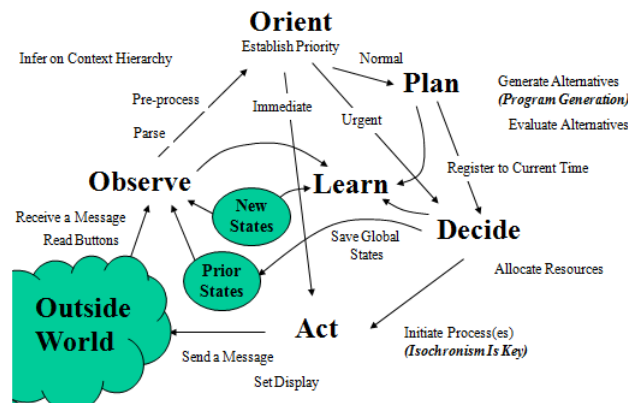 Orient
Establish Priority
Infer on Context Hierarchy
Normal
Plan
Generate Alternatives
(Program Generation)
Evaluate Alternatives
Pre-process
Immediate
Parse
Urgent
Register to Current Time
Observe
Learn
New
States
Receive a Message
Read Buttons
Decide
Save Global
States
Prior
States
Allocate Resources
Outside
World
Act
Initiate Process(es)
(Isochronism Is Key)
Send a Message
Set Display